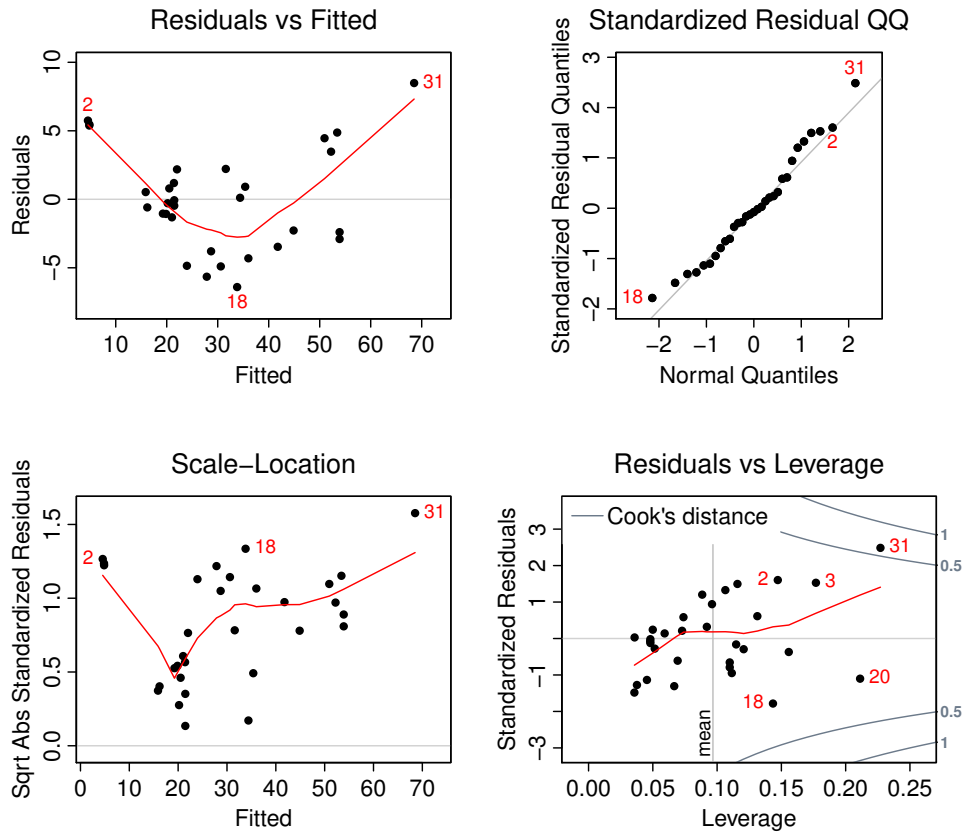 Residuals vs Fitted
Residuals
10
5
0
−5
2
31
18
10 20 30 40 50 60 70
Fitted
Standardized Residual QQ
Standardized Residual Quantiles
3
2
1
0
−1
−2
31
2
18
−2 −1 0 1 2
Normal Quantiles
Scale−Location
Sqrt Abs Standardized Residuals
1.5
1.0
0.5
0.0
2
18
31
0 10 20 30 40 50 60 70
Fitted
Residuals vs Leverage
Standardized Residuals
3
1
−1
−3
Cook's distance
1
31
0.5
2
3
20
18
0.5
1
mean
0.00 0.05 0.10 0.15 0.20 0.25
Leverage